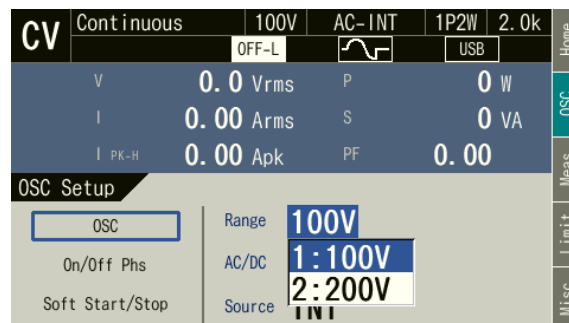 CV Continuous 100V AC-INT 1P2W 2.0k
OFF-L USB
V 0.0 Vrms P 0 W
I 0.00 Arms S 0 VA
I PK-H 0.00 Apk PF 0.00
OSC Setup
OSC Range 100V
On/Off Phs AC/DC 1:100V
2:200V
Soft Start/Stop Source INT
Home
OSC
Meas
Limit
Misc